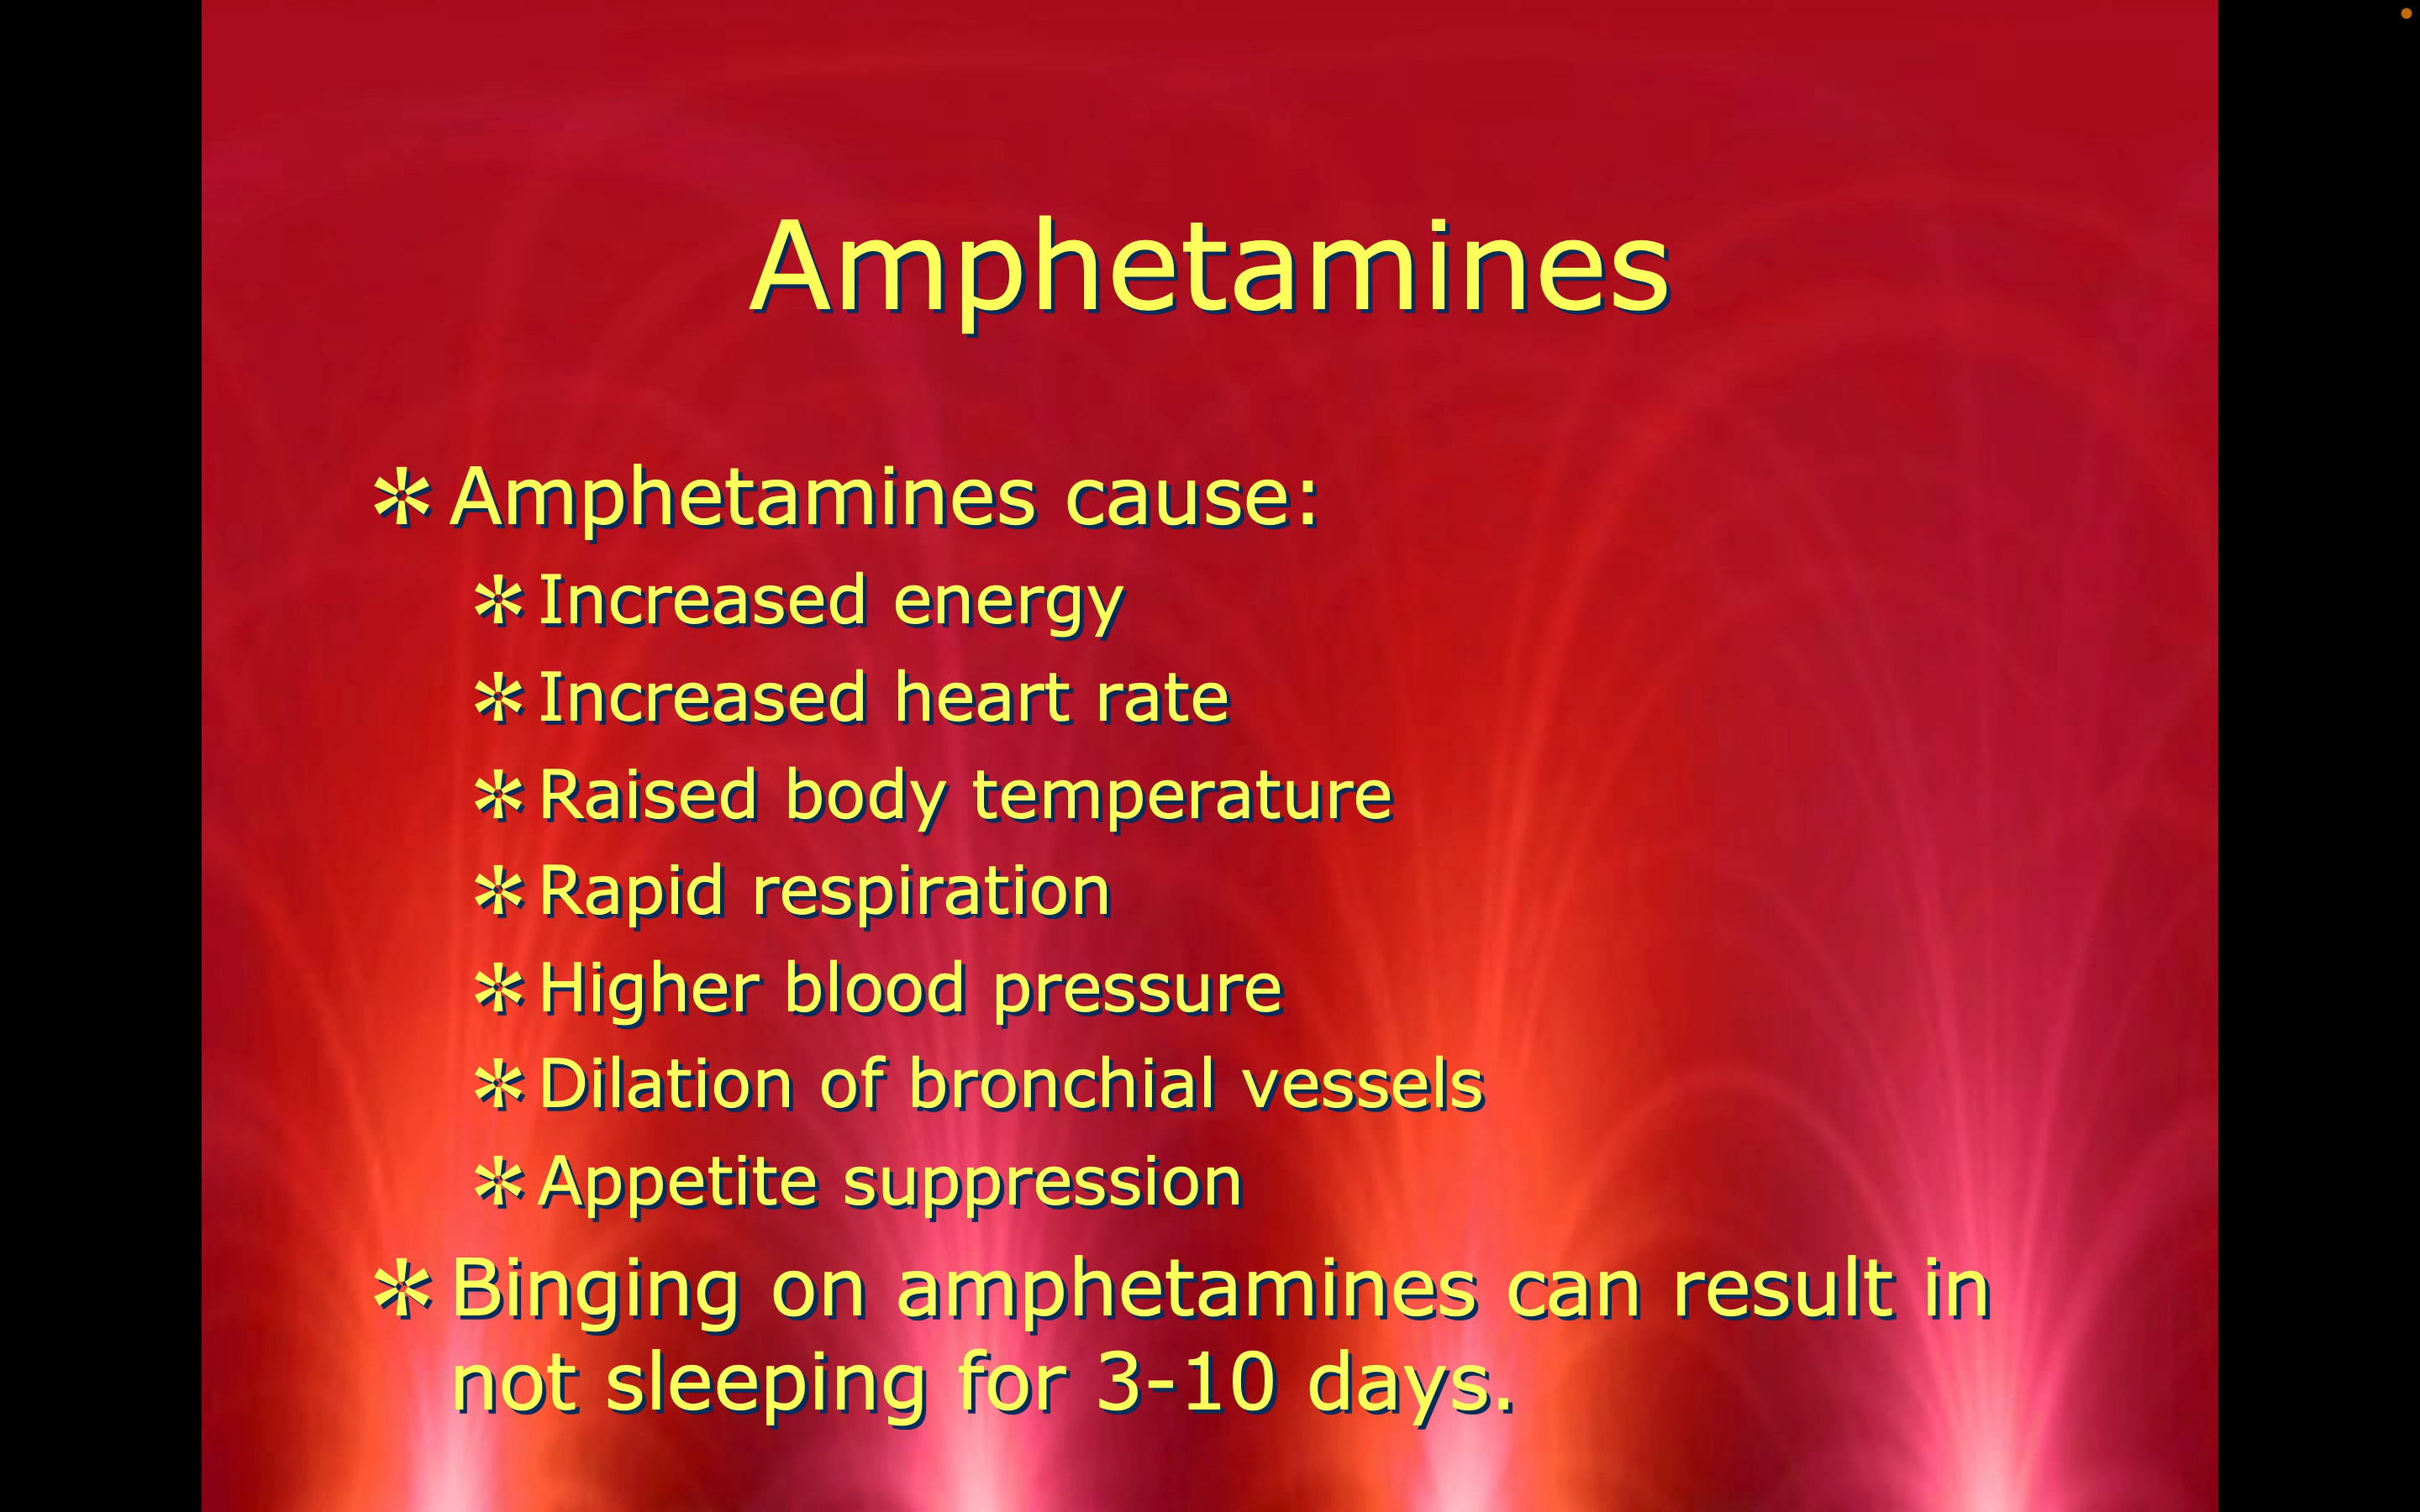 Amphetamines
Amphetamines cause:
Increased energy
Increased heart rate
Raised body temperature
Rapid respiration
Higher blood pressure
Dilation of bronchial vessels
Appetite suppression
Binging on amphetamines can result in
not sleeping for 3-10 days.